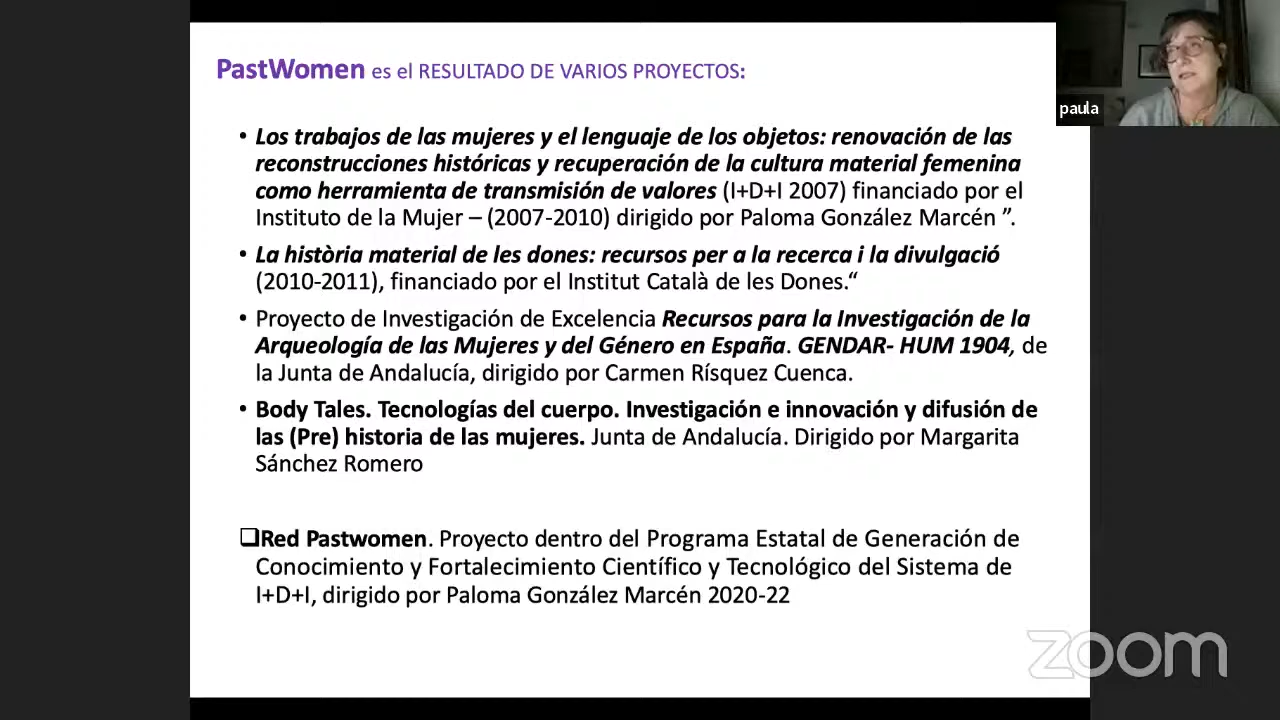 PastWomen es el RESULTADO DE VARIOS PROYECTOS:
• Los trabajos de las mujeres y el lenguaje de los objetos: renovación de las
reconstrucciones históricas y recuperación de la cultura material femenina
como herramienta de transmisión de valores (I+D+I 2007) financiado por el
Instituto de la Mujer – (2007-2010) dirigido por Paloma González Marcén ”.
• La història material de les dones: recursos per a la recerca i la divulgació
(2010-2011), financiado por el Institut Català de les Dones.“
• Proyecto de Investigación de Excelencia Recursos para la Investigación de la
Arqueología de las Mujeres y del Género en España. GENDAR- HUM 1904, de
la Junta de Andalucía, dirigido por Carmen Rísquez Cuenca.
• Body Tales. Tecnologías del cuerpo. Investigación e innovación y difusión de
las (Pre) historia de las mujeres. Junta de Andalucía. Dirigido por Margarita
Sánchez Romero
❑Red Pastwomen. Proyecto dentro del Programa Estatal de Generación de
Conocimiento y Fortalecimiento Científico y Tecnológico del Sistema de
I+D+I, dirigido por Paloma González Marcén 2020-22
paula
zoom